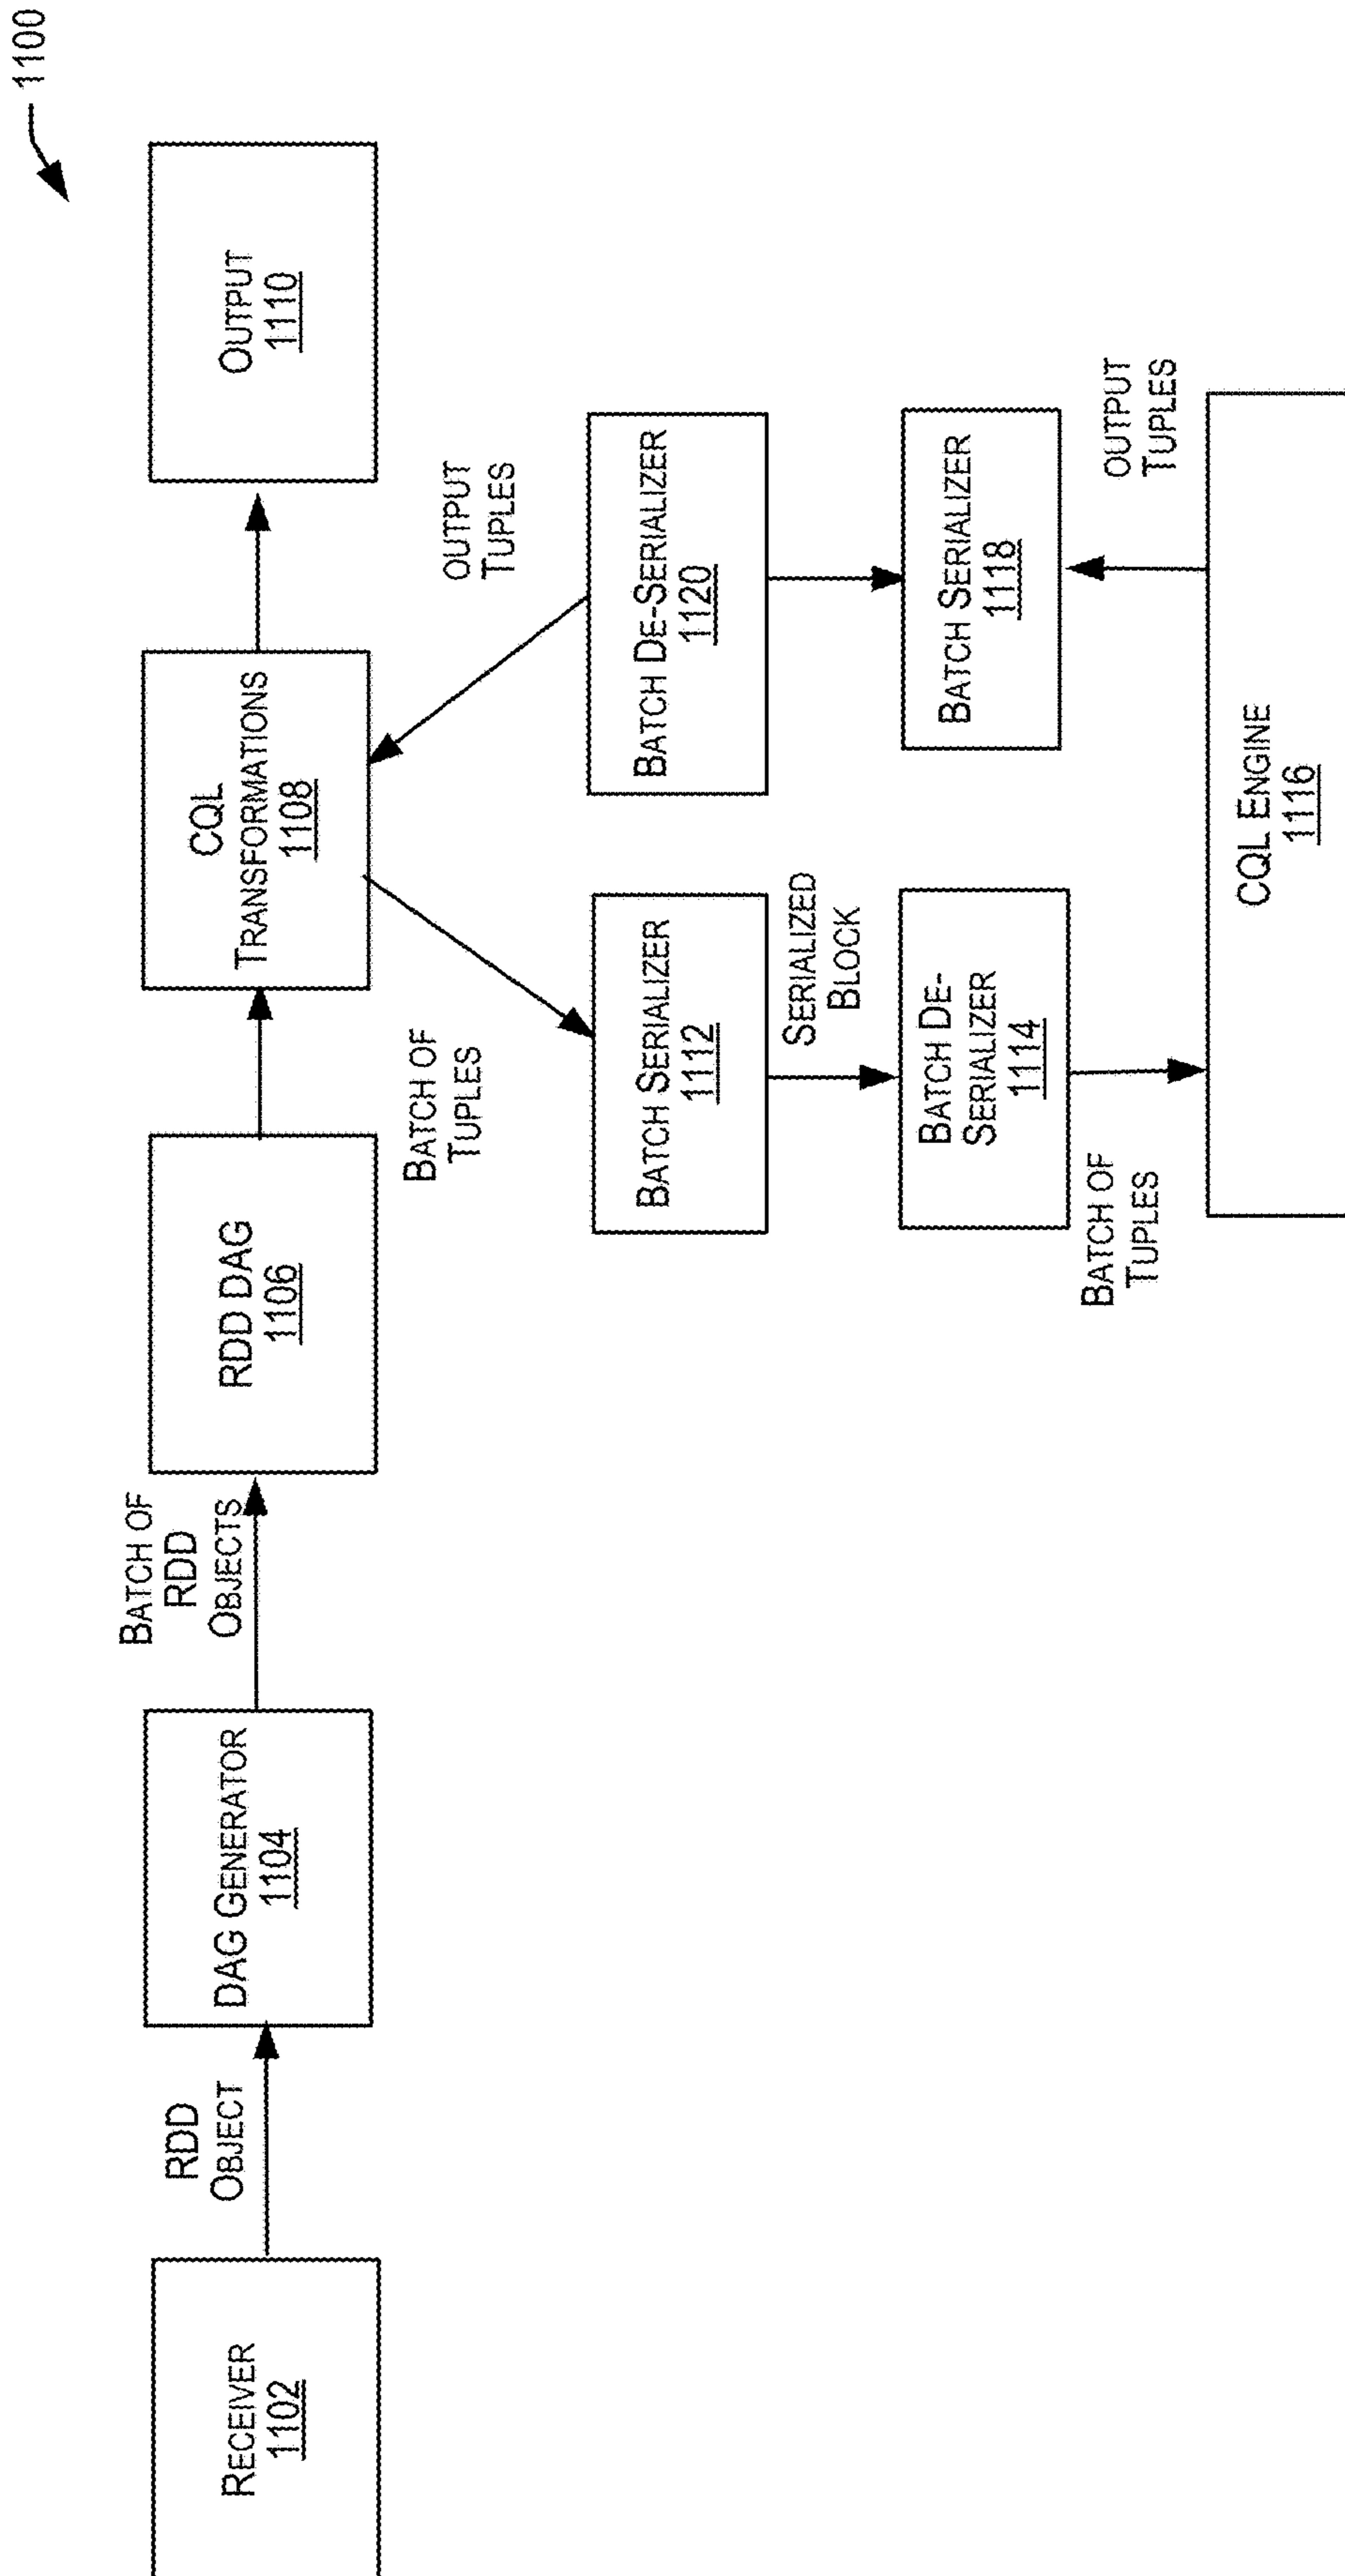 1100
RECEIVER
1102
RDD
OBJECT
DAG GENERATOR
1104
BATCH OF
RDD
OBJECTS
RDD DAG
1106
CQL
TRANSFORMATIONS
1108
OUTPUT
1110
BATCH OF
TUPLES
OUTPUT
TUPLES
BATCH SERIALIZER
1112
BATCH DE-SERIALIZER
1120
SERIALIZED
BLOCK
BATCH DE-
SERIALIZER
1114
BATCH SERIALIZER
1118
BATCH OF
TUPLES
OUTPUT
TUPLES
CQL ENGINE
1116